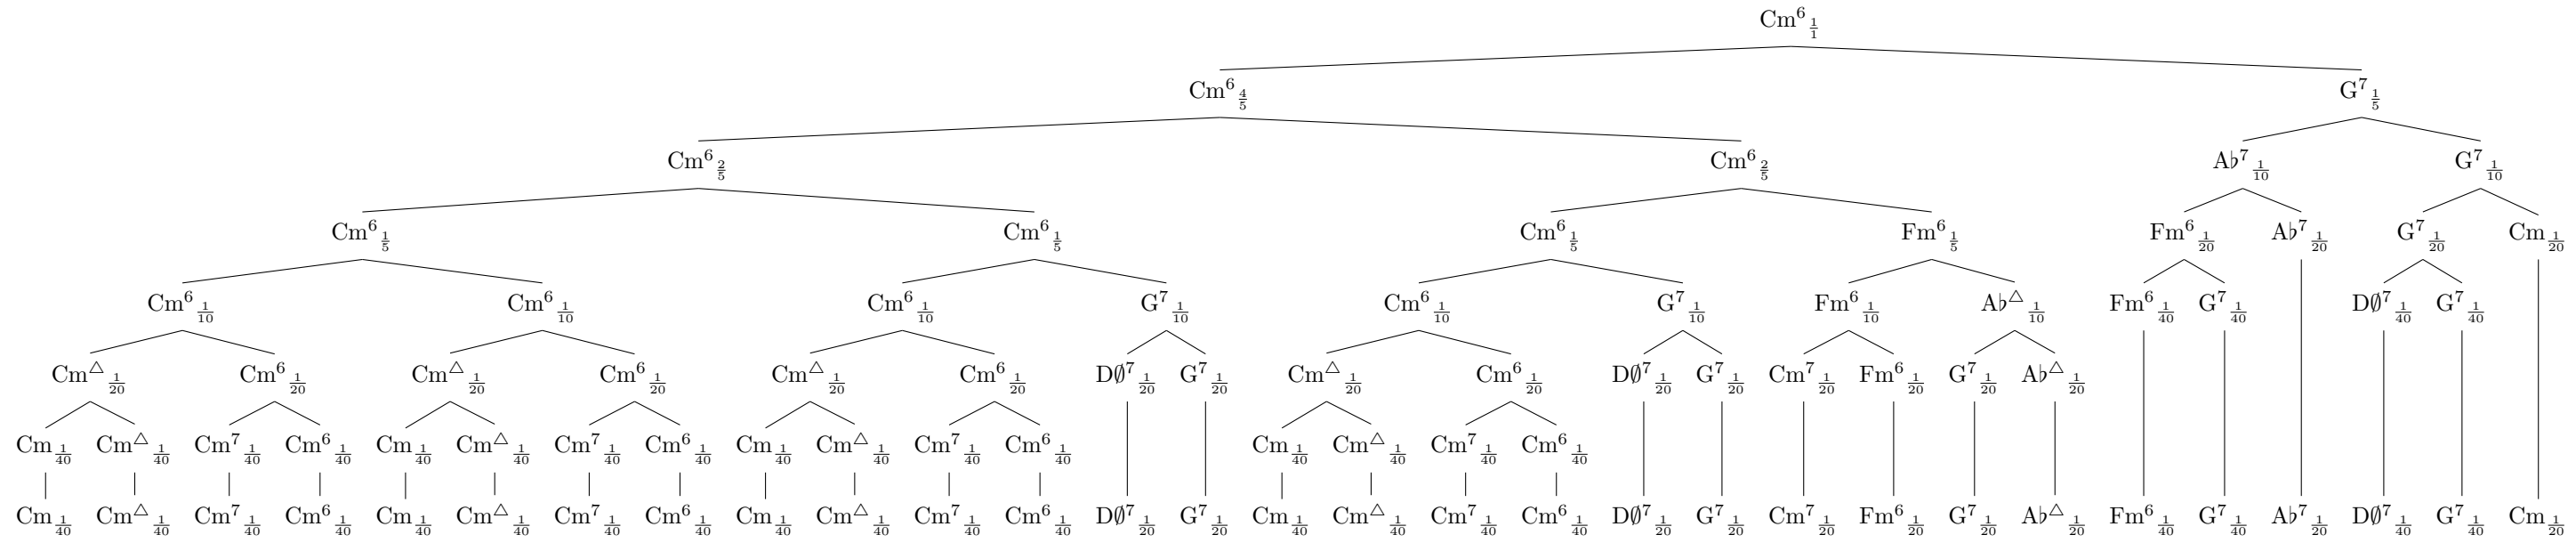 Cm⁶ 1/1
Cm⁶ 4/5 G⁷ 1/5
Cm⁶ 2/5 Cm⁶ 2/5 A♭⁷ 1/10 G⁷ 1/10
Cm⁶ 1/5 Cm⁶ 1/5 Cm⁶ 1/5 Fm⁶ 1/5 Fm⁶ 1/20 A♭⁷ 1/20 G⁷ 1/20 Cm 1/20
Cm⁶ 1/10 Cm⁶ 1/10 Cm⁶ 1/10 G⁷ 1/10 Cm⁶ 1/10 G⁷ 1/10 Fm⁶ 1/10 A♭△ 1/10 Fm⁶ 1/40 G⁷ 1/40 D∅⁷ 1/40 G⁷ 1/40
Cm△ 1/20 Cm⁶ 1/20 Cm△ 1/20 Cm⁶ 1/20 Cm△ 1/20 Cm⁶ 1/20 D∅⁷ 1/20 G⁷ 1/20 Cm△ 1/20 Cm⁶ 1/20 D∅⁷ 1/20 G⁷ 1/20 Cm⁷ 1/20 Fm⁶ 1/20 G⁷ 1/20 A♭△ 1/20
Cm 1/40 Cm△ 1/40 Cm⁷ 1/40 Cm⁶ 1/40 Cm 1/40 Cm△ 1/40 Cm⁷ 1/40 Cm⁶ 1/40 Cm 1/40 Cm△ 1/40 Cm⁷ 1/40 Cm⁶ 1/40 Cm 1/40 Cm△ 1/40 Cm⁷ 1/40 Cm⁶ 1/40
Cm 1/40 Cm△ 1/40 Cm⁷ 1/40 Cm⁶ 1/40 Cm 1/40 Cm△ 1/40 Cm⁷ 1/40 Cm⁶ 1/40 Cm 1/40 Cm△ 1/40 Cm⁷ 1/40 Cm⁶ 1/40 D∅⁷ 1/20 G⁷ 1/20 Cm 1/40 Cm△ 1/40 Cm⁷ 1/40 Cm⁶ 1/40 D∅⁷ 1/20 G⁷ 1/20 Cm⁷ 1/20 Fm⁶ 1/20 G⁷ 1/20 A♭△ 1/20 Fm⁶ 1/40 G⁷ 1/40 A♭⁷ 1/20 D∅⁷ 1/40 G⁷ 1/40 Cm 1/20